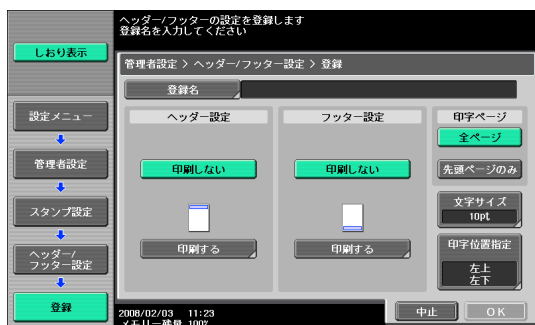 ヘッダー/フッターの設定を登録します
登録名を入力してください
しおり表示
管理者設定 > ヘッダー/フッター設定 > 登録
登録名
設定メニュー
管理者設定
スタンプ設定
ヘッダー/
フッター設定
登録
ヘッダー設定
印刷しない
印刷する
フッター設定
印刷しない
印刷する
印字ページ
全ページ
先頭ページのみ
文字サイズ
10pt
印字位置指定
左上
左下
2008/02/03 11:23
メモリー残量 100%
中止
OK